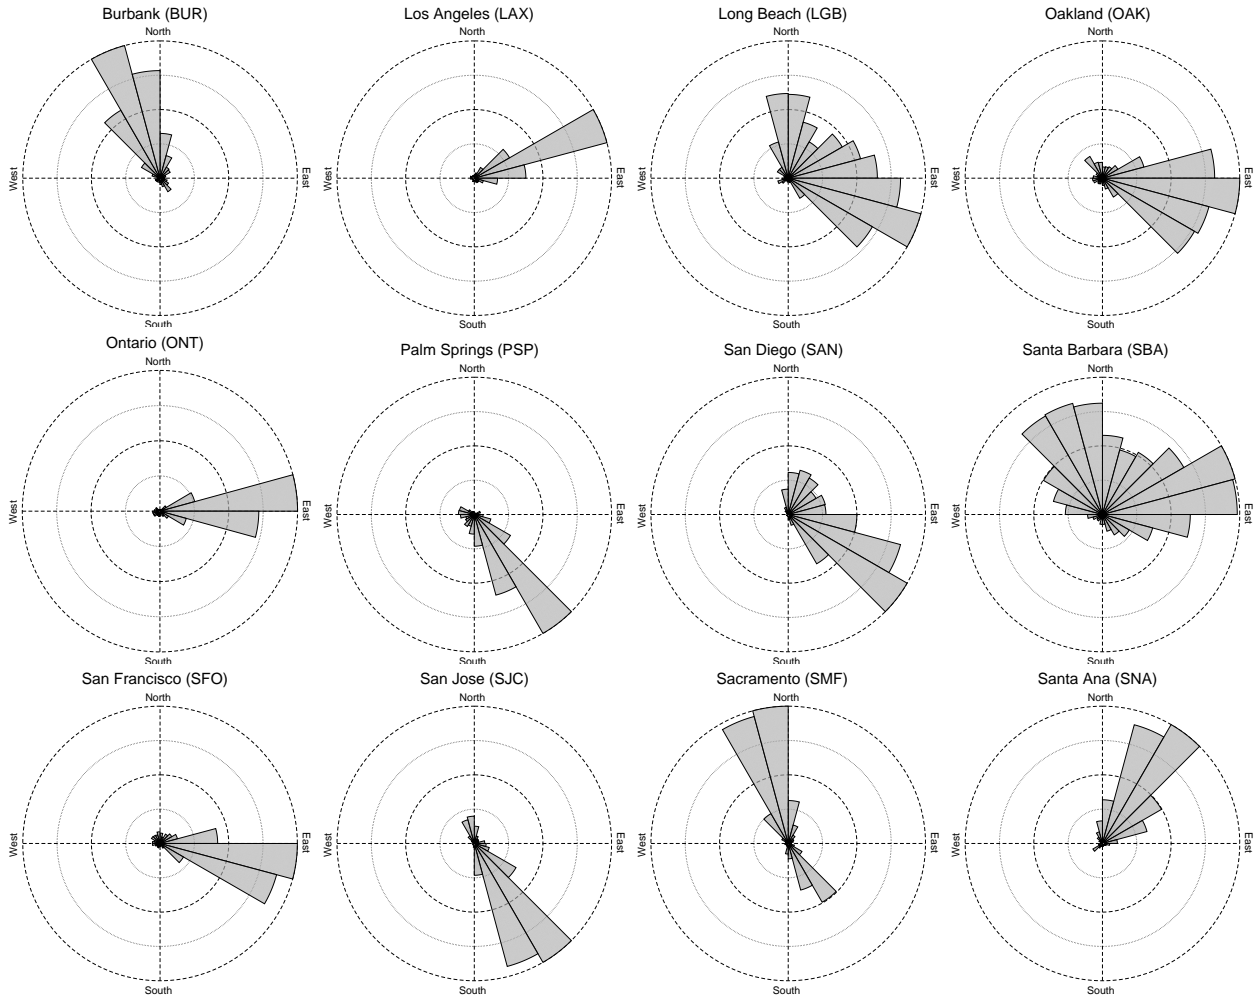 Burbank (BUR)
North
West
East
South
Los Angeles (LAX)
North
West
East
South
Long Beach (LGB)
North
West
East
South
Oakland (OAK)
North
West
East
South
Ontario (ONT)
North
West
East
South
Palm Springs (PSP)
North
West
East
South
San Diego (SAN)
North
West
East
South
Santa Barbara (SBA)
North
West
East
South
San Francisco (SFO)
North
West
East
South
San Jose (SJC)
North
West
East
South
Sacramento (SMF)
North
West
East
South
Santa Ana (SNA)
North
West
East
South